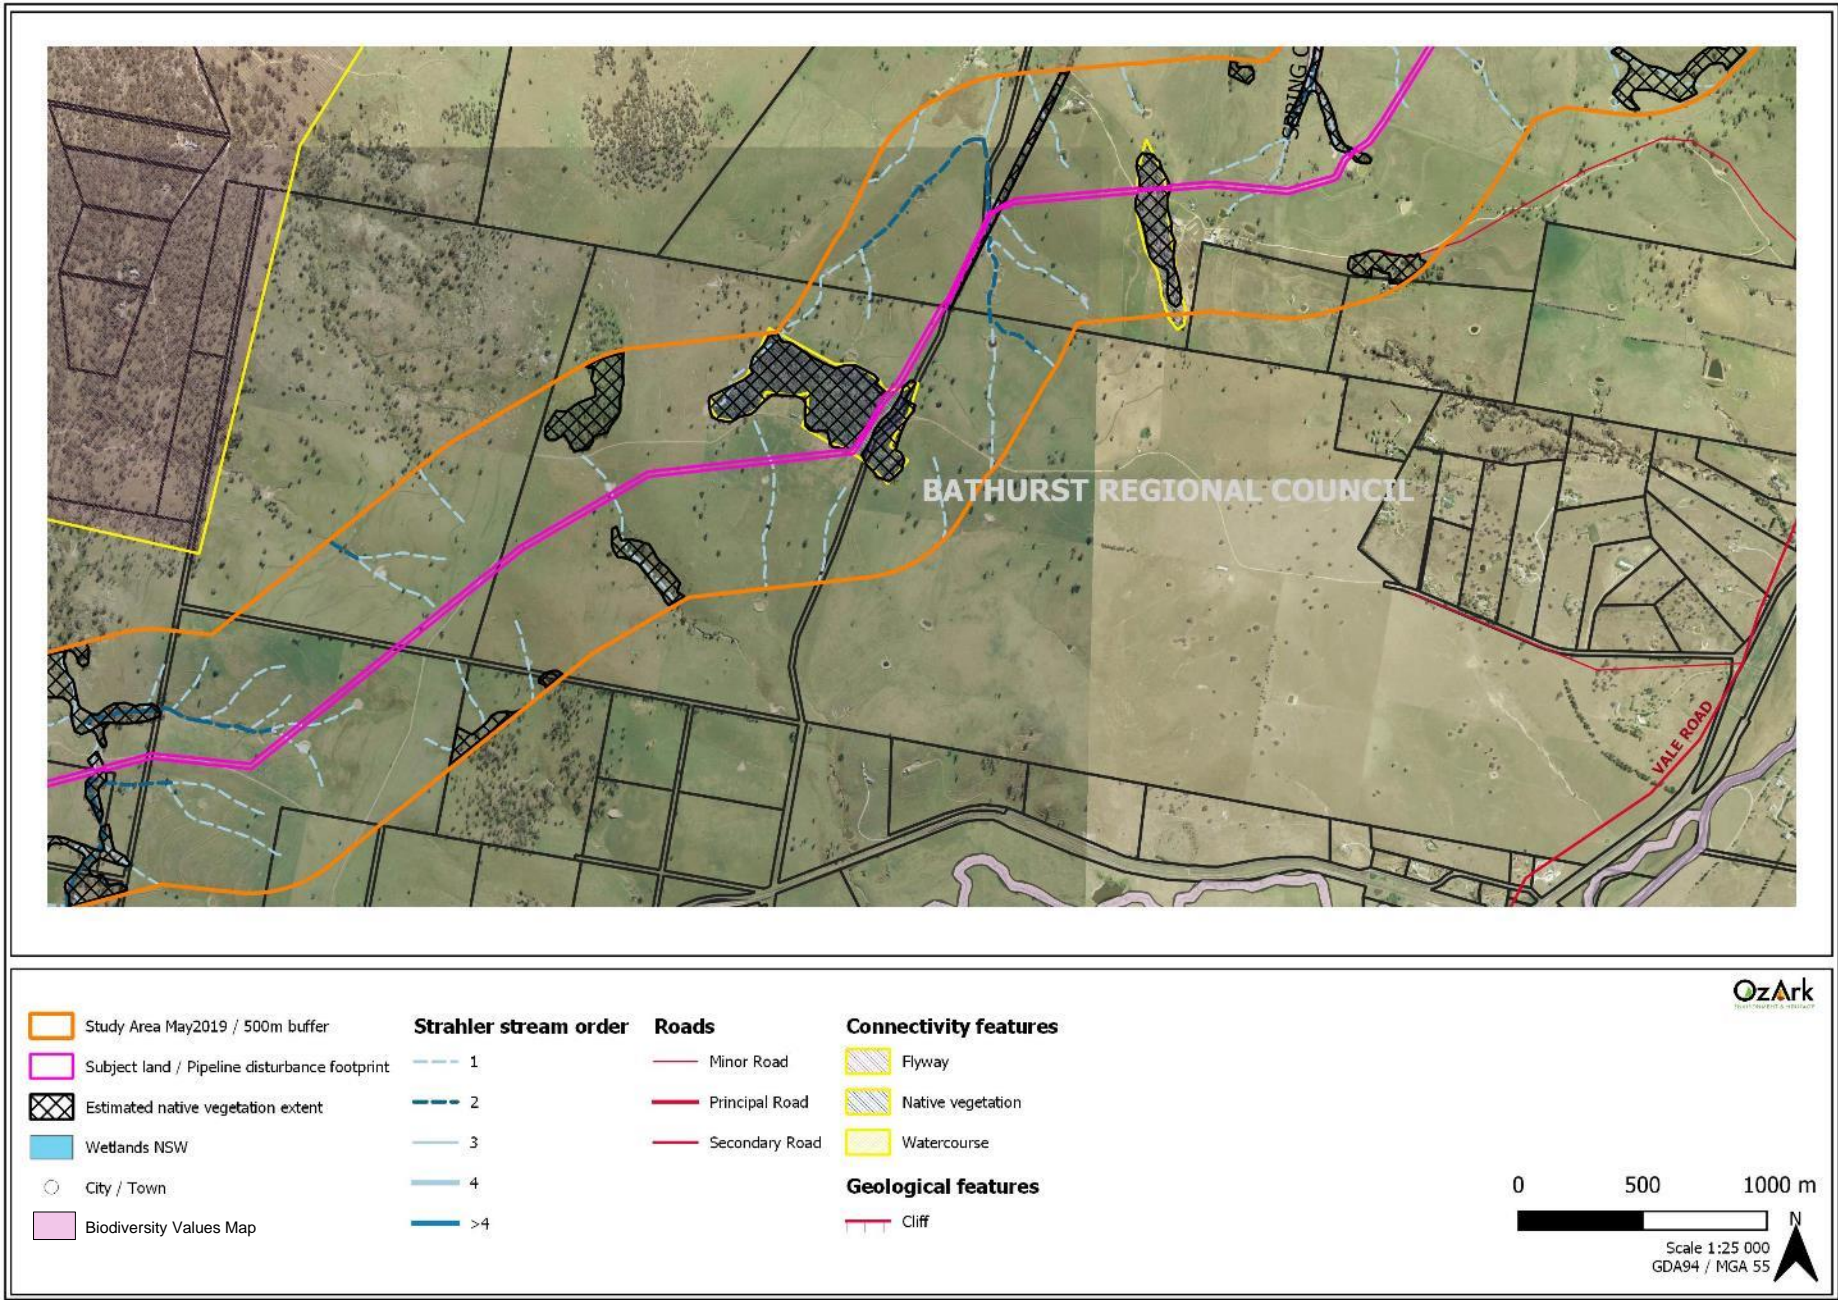 SPRING C
BATHURST REGIONAL COUNCIL
VALE ROAD
OzArk
ENVIRONMENT & HERITAGE
Study Area May2019 / 500m buffer
Subject land / Pipeline disturbance footprint
Estimated native vegetation extent
Wetlands NSW
City / Town
Biodiversity Values Map
Strahler stream order
1
2
3
4
>4
Roads
Minor Road
Principal Road
Secondary Road
Connectivity features
Flyway
Native vegetation
Watercourse
Geological features
Cliff
0 500 1000 m
N
Scale 1:25 000
GDA94 / MGA 55